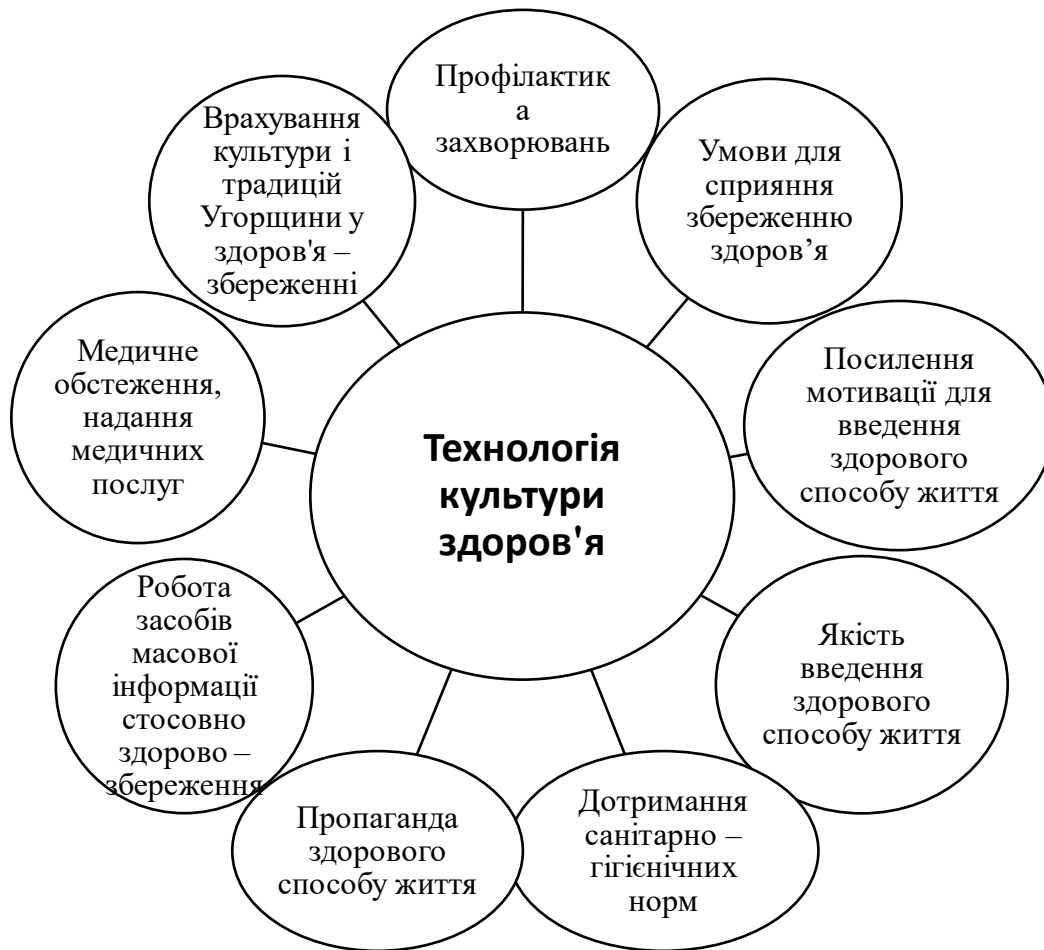 Профілактик
а
захворювань
Умови для
сприяння
збереженню
здоров’я
Посилення
мотивації для
введення
здорового
способу життя
Якість
введення
здорового
способу життя
Дотримання
санітарно –
гігієнічних
норм
Пропаганда
здорового
способу життя
Робота
засобів
масової
інформації
стосовно
здорово –
збереження
Медичне
обстеження,
надання
медичних
послуг
Врахування
культури і
традицій
Угорщини у
здоров'я –
збереженні
Технологія
культури
здоров'я